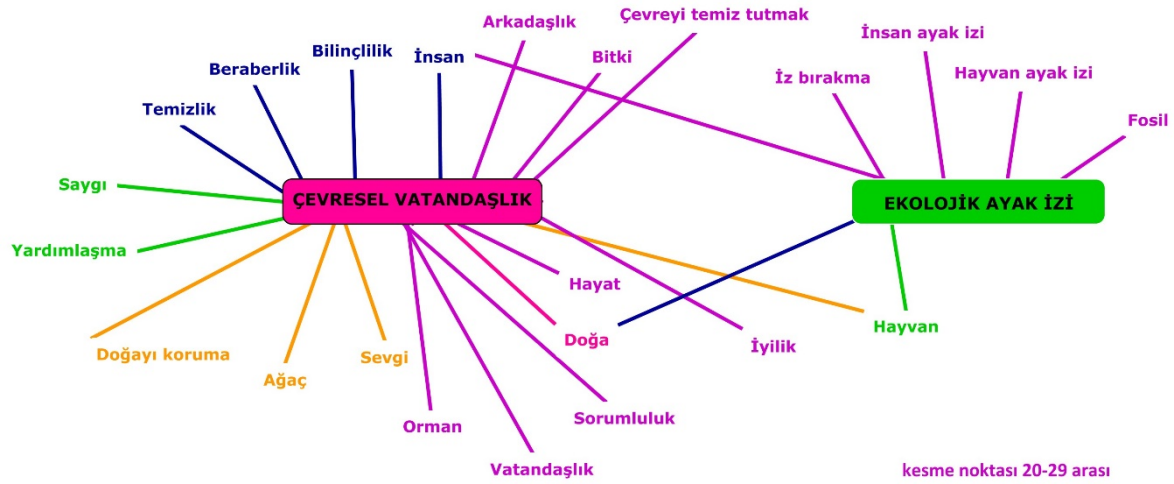 Çevreyi temiz tutmak
Arkadaşlık
İnsan ayak izi
Bilinçlilik
İnsan
Bitki
Beraberlik
İz bırakma
Hayvan ayak izi
Temizlik
Fosil
Saygı
ÇEVRESEL VATANDAŞLIK
EKOLOJİK AYAK İZİ
Yardımlaşma
Hayat
Hayvan
Doğa
İyilik
Doğayı koruma
Sevgi
Ağaç
Sorumluluk
Orman
Vatandaşlık
kesme noktası 20-29 arası